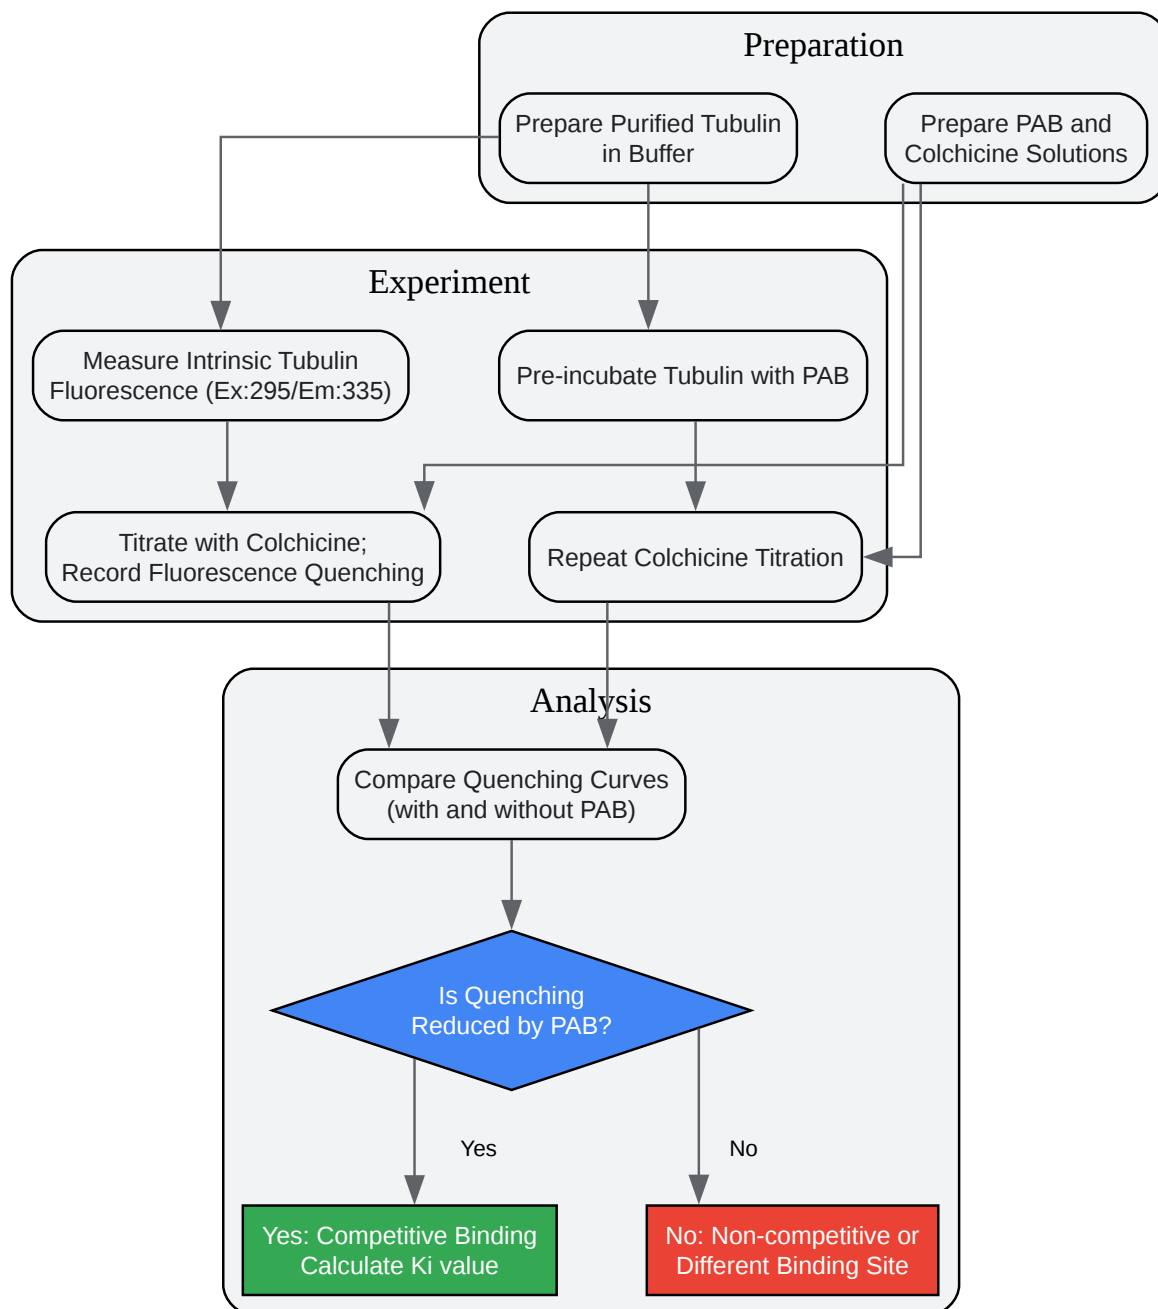 Preparation
Prepare Purified Tubulin
in Buffer
Prepare PAB and
Colchicine Solutions
Experiment
Measure Intrinsic Tubulin
Fluorescence (Ex:295/Em:335)
Pre-incubate Tubulin with PAB
Titrate with Colchicine;
Record Fluorescence Quenching
Repeat Colchicine Titration
Analysis
Compare Quenching Curves
(with and without PAB)
Is Quenching
Reduced by PAB?
Yes
No
Yes: Competitive Binding
Calculate Ki value
No: Non-competitive or
Different Binding Site